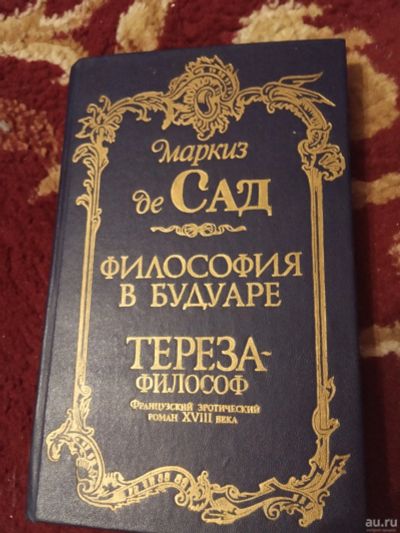 Маркиз
де САД
ФИЛОСОФИЯ
В БУДУАРЕ
ТЕРЕЗА-
ФИЛОСОФ
ФРАНЦУЗСКИЙ ЭРОТИЧЕСКИЙ
РОМАН XVIII ВЕКА
au.ru